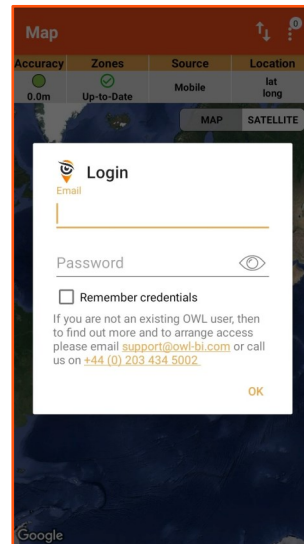 Map
0
Accuracy Zones Source Location
0.0m Up-to-Date Mobile lat
long
MAP SATELLITE
Login
Email
Password
Remember credentials
If you are not an existing OWL user, then
to find out more and to arrange access
please email support@owl-bi.com or call
us on +44 (0) 203 434 5002
OK
Google